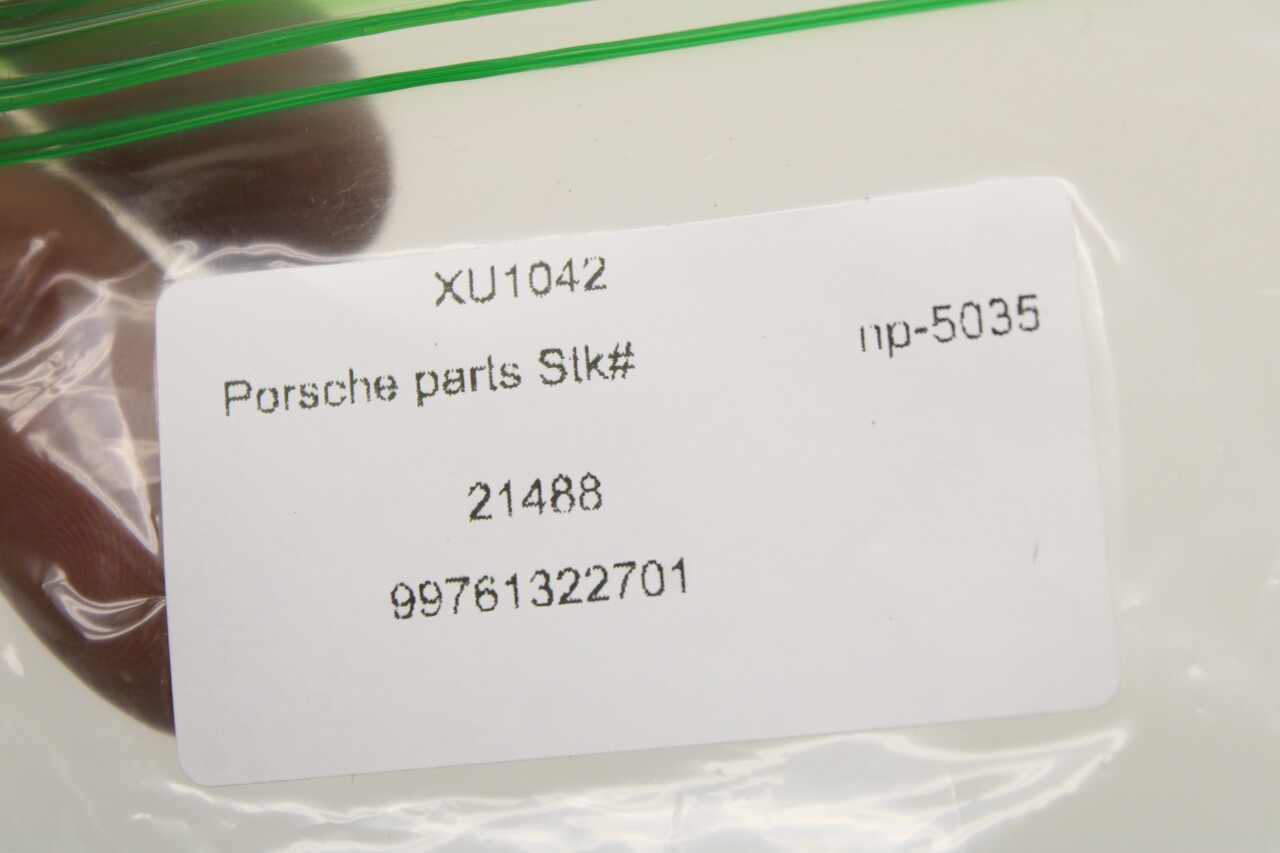 XU1042
np-5035
Porsche parts Stk#
21488
99761322701